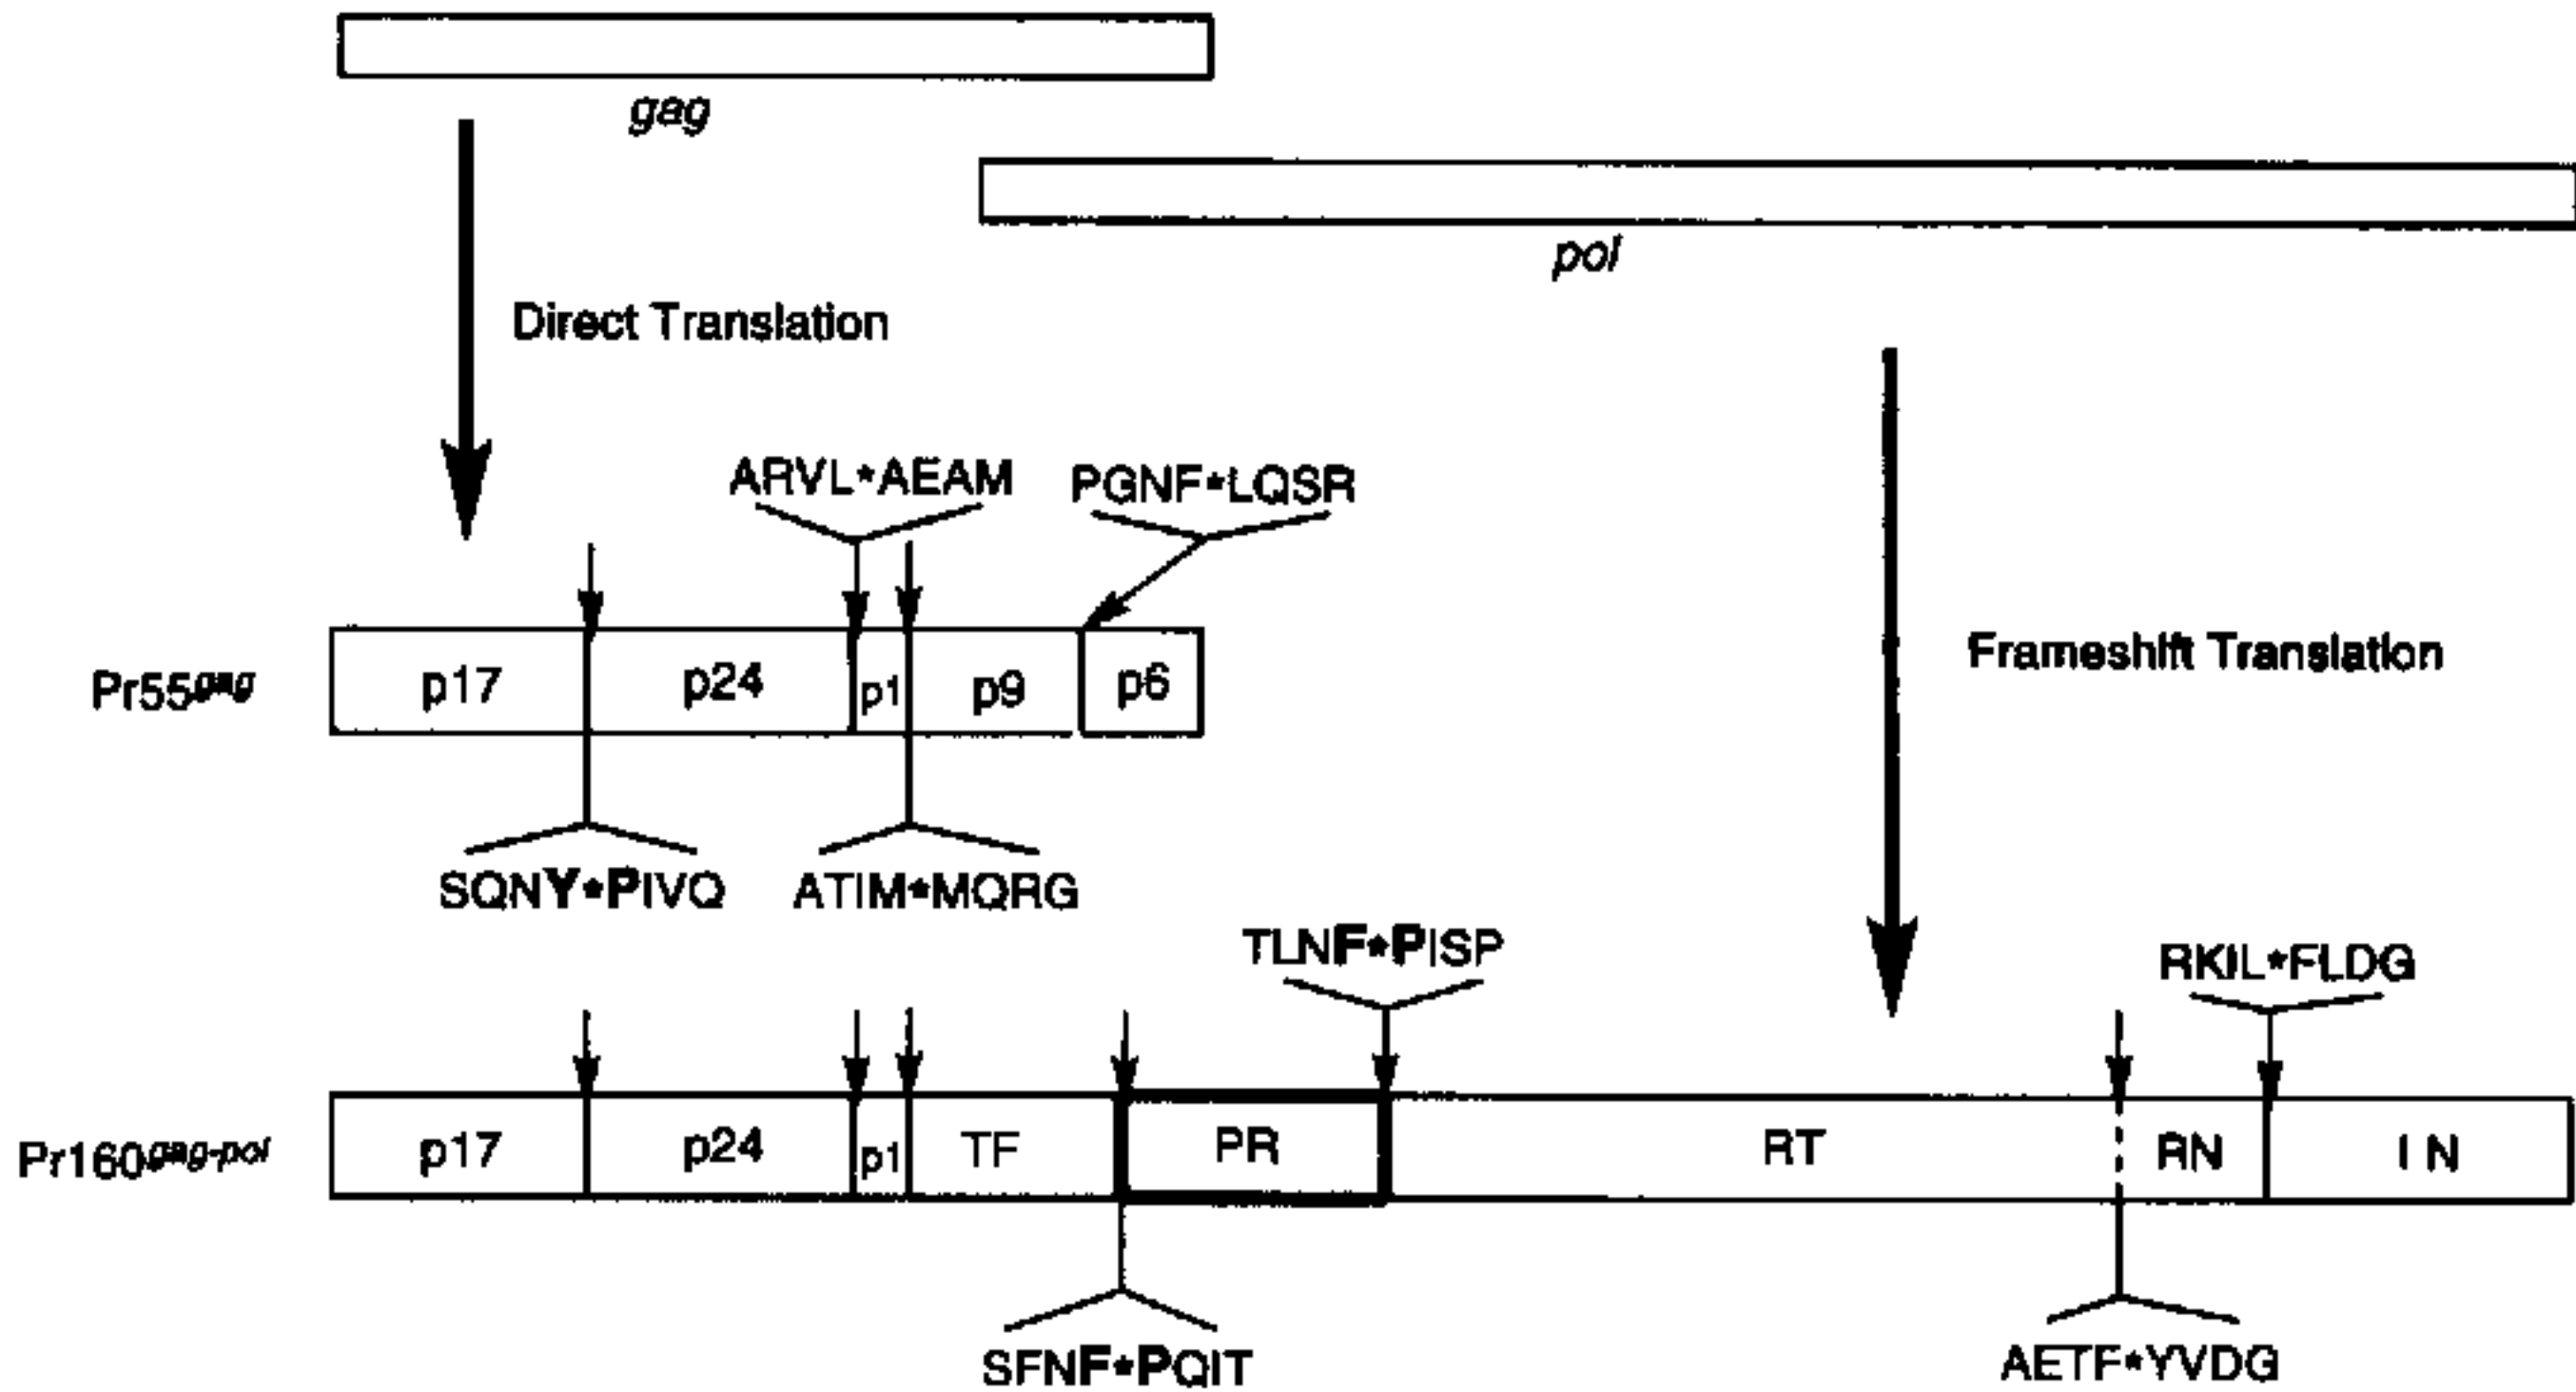 gag
pol
Direct Translation
ARVL*AEAM
PGNF*LQSR
Frameshift Translation
Pr55gag
p17
p24
p1
p9
p6
SQNY*PIVQ
ATIM*MQRG
TLNF*PISP
RKIL*FLDG
Pr160gag-pol
p17
p24
p1
TF
PR
RT
RN
IN
SFNF*PQIT
AETF*YVDG